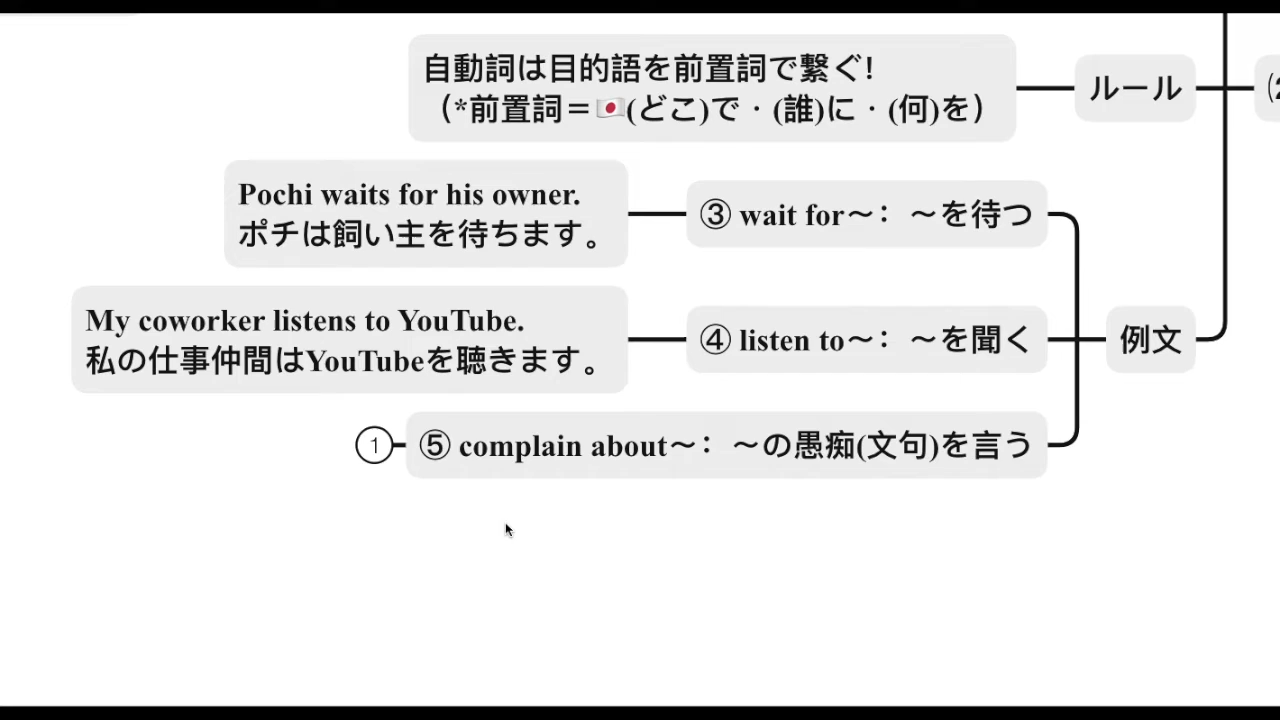 自動詞は目的語を前置詞で繋ぐ!
(*前置詞=🇯🇵(どこ)で・(誰)に・(何)を)
ルール
(2
Pochi waits for his owner.
ポチは飼い主を待ちます。
③ wait for〜： 〜を待つ
My coworker listens to YouTube.
私の仕事仲間はYouTubeを聴きます。
④ listen to〜： 〜を聞く
例文
1
⑤ complain about〜： 〜の愚痴(文句)を言う